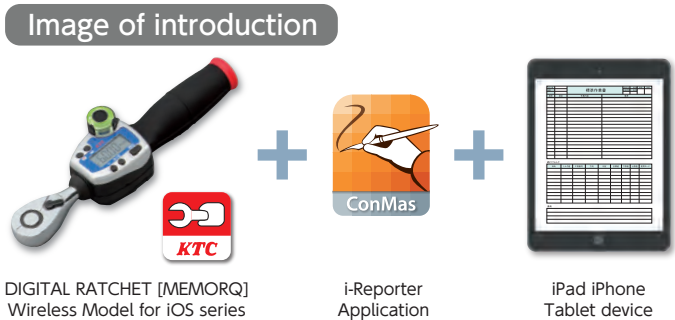 Image of introduction
KTC
ConMas
DIGITAL RATCHET [MEMORQ]
Wireless Model for iOS series
i-Reporter
Application
iPad iPhone
Tablet device